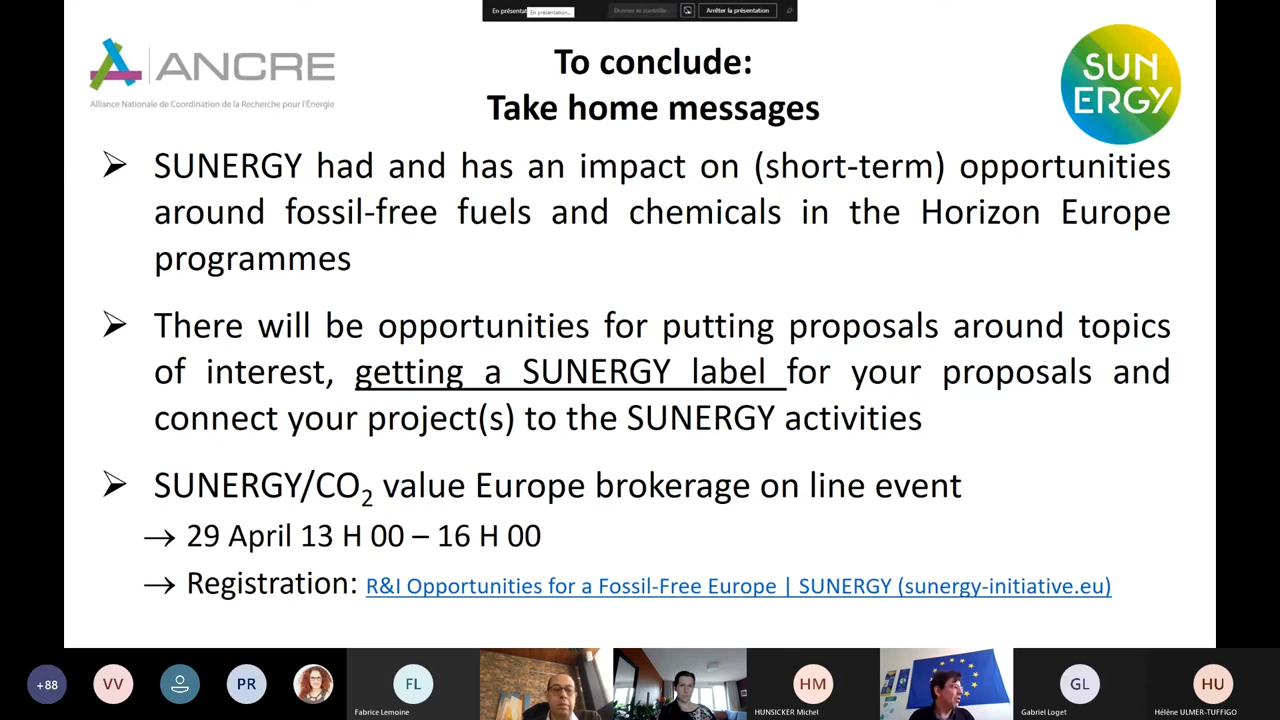 En présentat
En présentation...
Donner le contrôle...
Arrêter la présentation
ANCRE
Alliance Nationale de Coordination de la Recherche pour l'Énergie
To conclude:
Take home messages
SUN
ERGY
➢ SUNERGY had and has an impact on (short-term) opportunities
around fossil-free fuels and chemicals in the Horizon Europe
programmes
➢ There will be opportunities for putting proposals around topics
of interest, getting a SUNERGY label for your proposals and
connect your project(s) to the SUNERGY activities
➢ SUNERGY/CO₂ value Europe brokerage on line event
→ 29 April 13 H 00 – 16 H 00
→ Registration: R&I Opportunities for a Fossil-Free Europe | SUNERGY (sunergy-initiative.eu)
+88
VV
PR
FL
Fabrice Lemoine
HM
HUNSICKER Michel
GL
Gabriel Loget
HU
Hélène ULMER-TUFFIGO